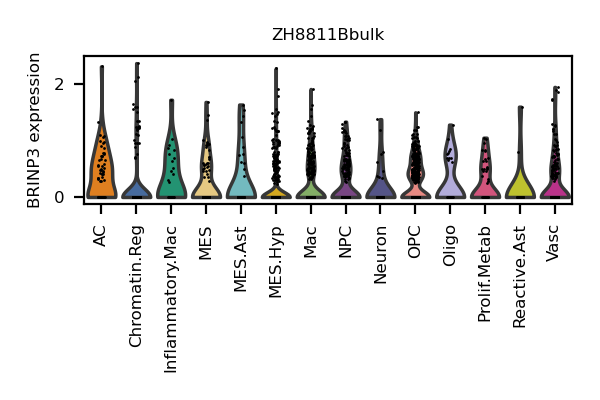 ZH8811Bbulk
BRINP3 expression
2
0
AC
Chromatin.Reg
Inflammatory.Mac
MES
MES.Ast
MES.Hyp
Mac
NPC
Neuron
OPC
Oligo
Prolif.Metab
Reactive.Ast
Vasc